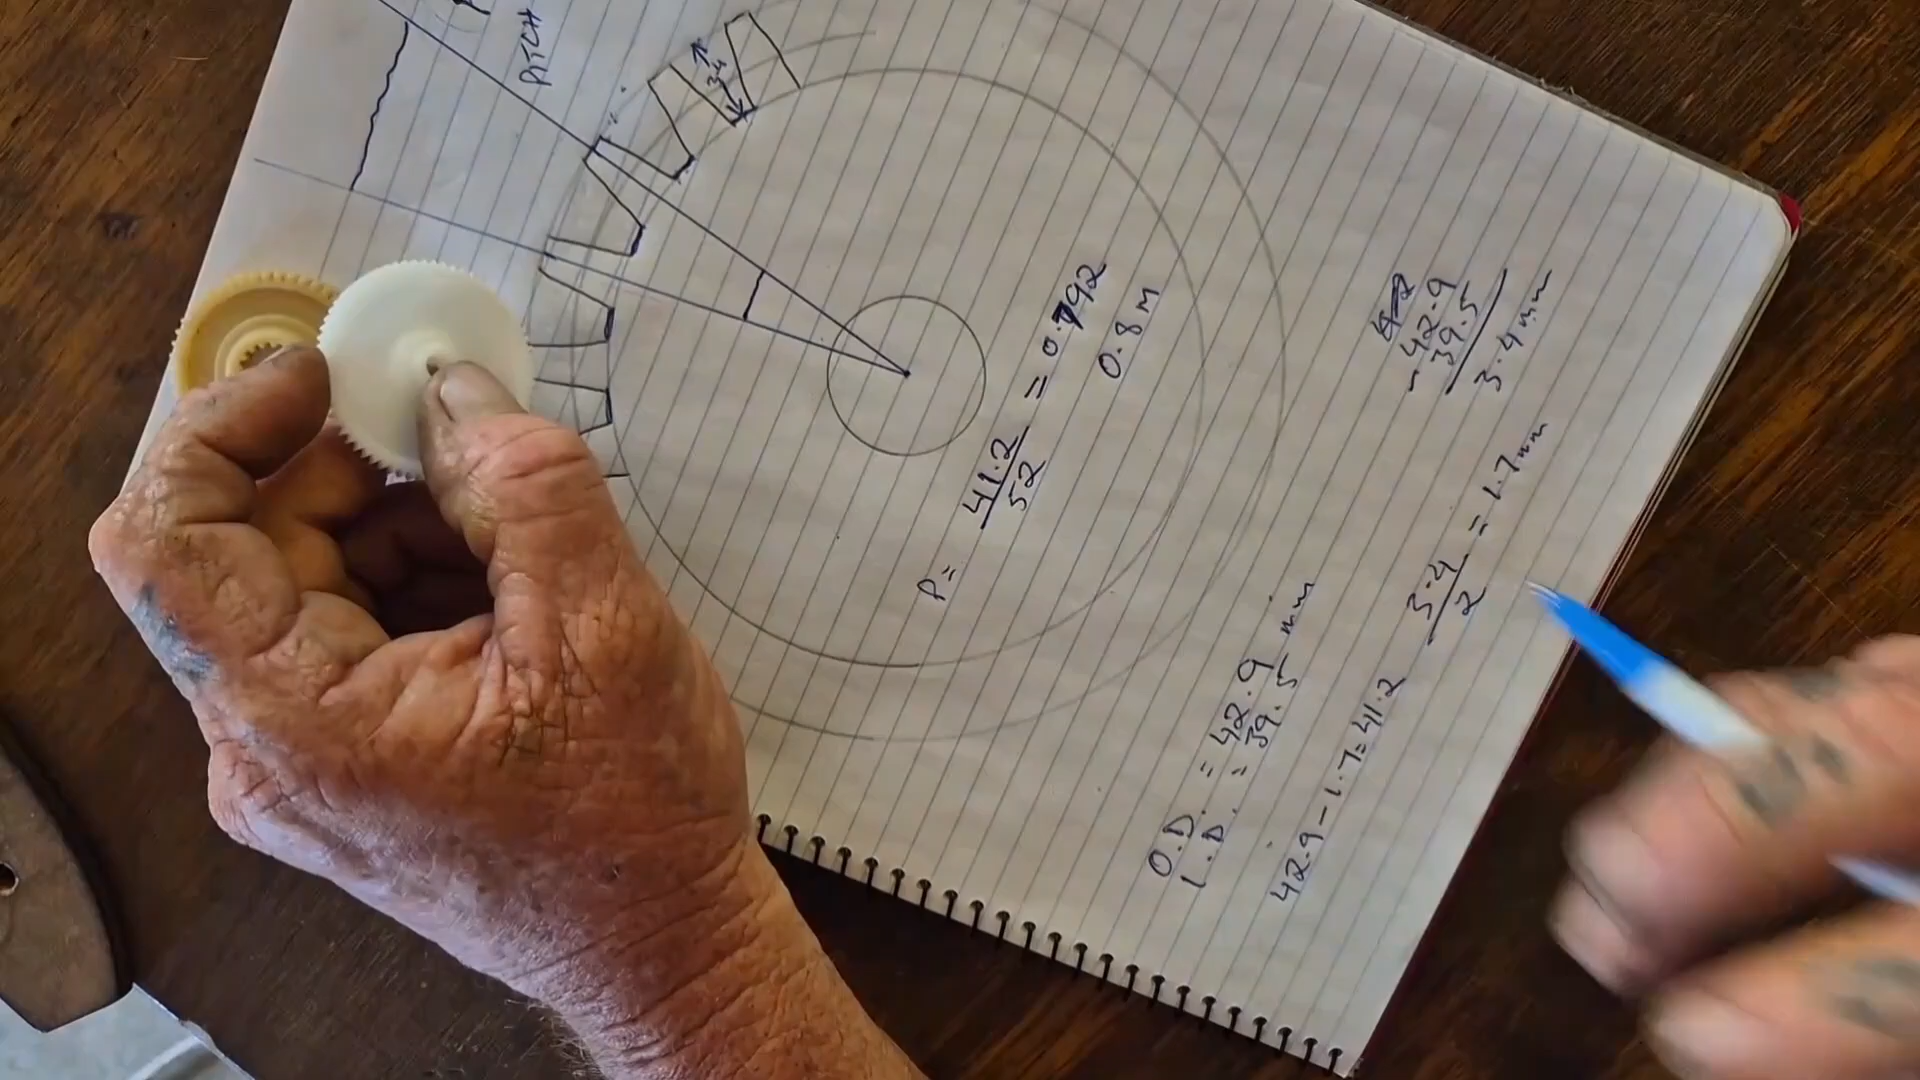 PITCH
3.4
P = 41.2 / 52 = 0.792
0.8 M
O.D. = 42.9
I.D. = 39.5 mm
42.9 - 1.7 = 41.2
3.4 / 2 = 1.7mm
- 42.9
39.5
3.4mm